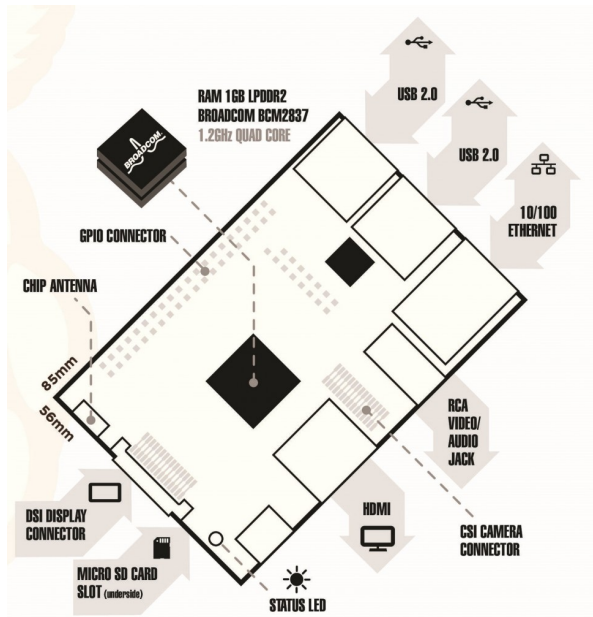 USB 2.0
RAM 1GB LPDDR2
BROADCOM BCM2837
1.2GHz QUAD CORE
BROADCOM
USB 2.0
10/100
ETHERNET
GPIO CONNECTOR
CHIP ANTENNA
85mm
56mm
RCA
VIDEO/
AUDIO
JACK
DSI DISPLAY
CONNECTOR
HDMI
CSI CAMERA
CONNECTOR
MICRO SD CARD
SLOT (underside)
STATUS LED